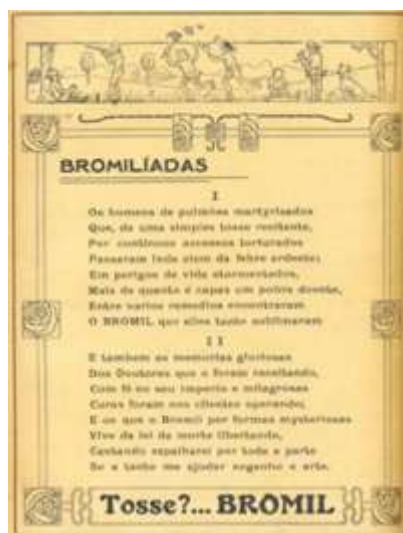 BROMILÍADAS
I
Os homens de pulmões martyrisados
Que, de uma simples tosse renitente,
Por continuos accessos torturados
Passaram inda além da febre ardente;
Em perigos de vida atormentados,
Mais de quanto é capaz um pobre doente,
Entre varios remedios encontraram
O BROMIL que elles tanto sublimaram
II
E tambem as memorias gloriosas
Dos Doutores que o foram receitando,
Com fé no seu imperio e milagrosas
Curas foram nos clientes operando;
E os que o Bromil por formas mysteriosas
Vive da lei da morte libertando,
Cantando espalharei por toda a parte
Se a tanto me ajudar engenho e arte.
Tosse?... BROMIL